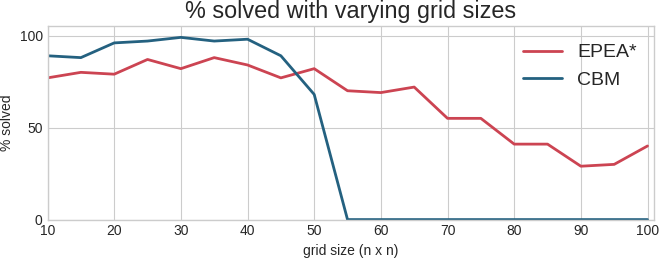 % solved with varying grid sizes
100
50
0
% solved
EPEA*
CBM
10 20 30 40 50 60 70 80 90 100
grid size (n x n)